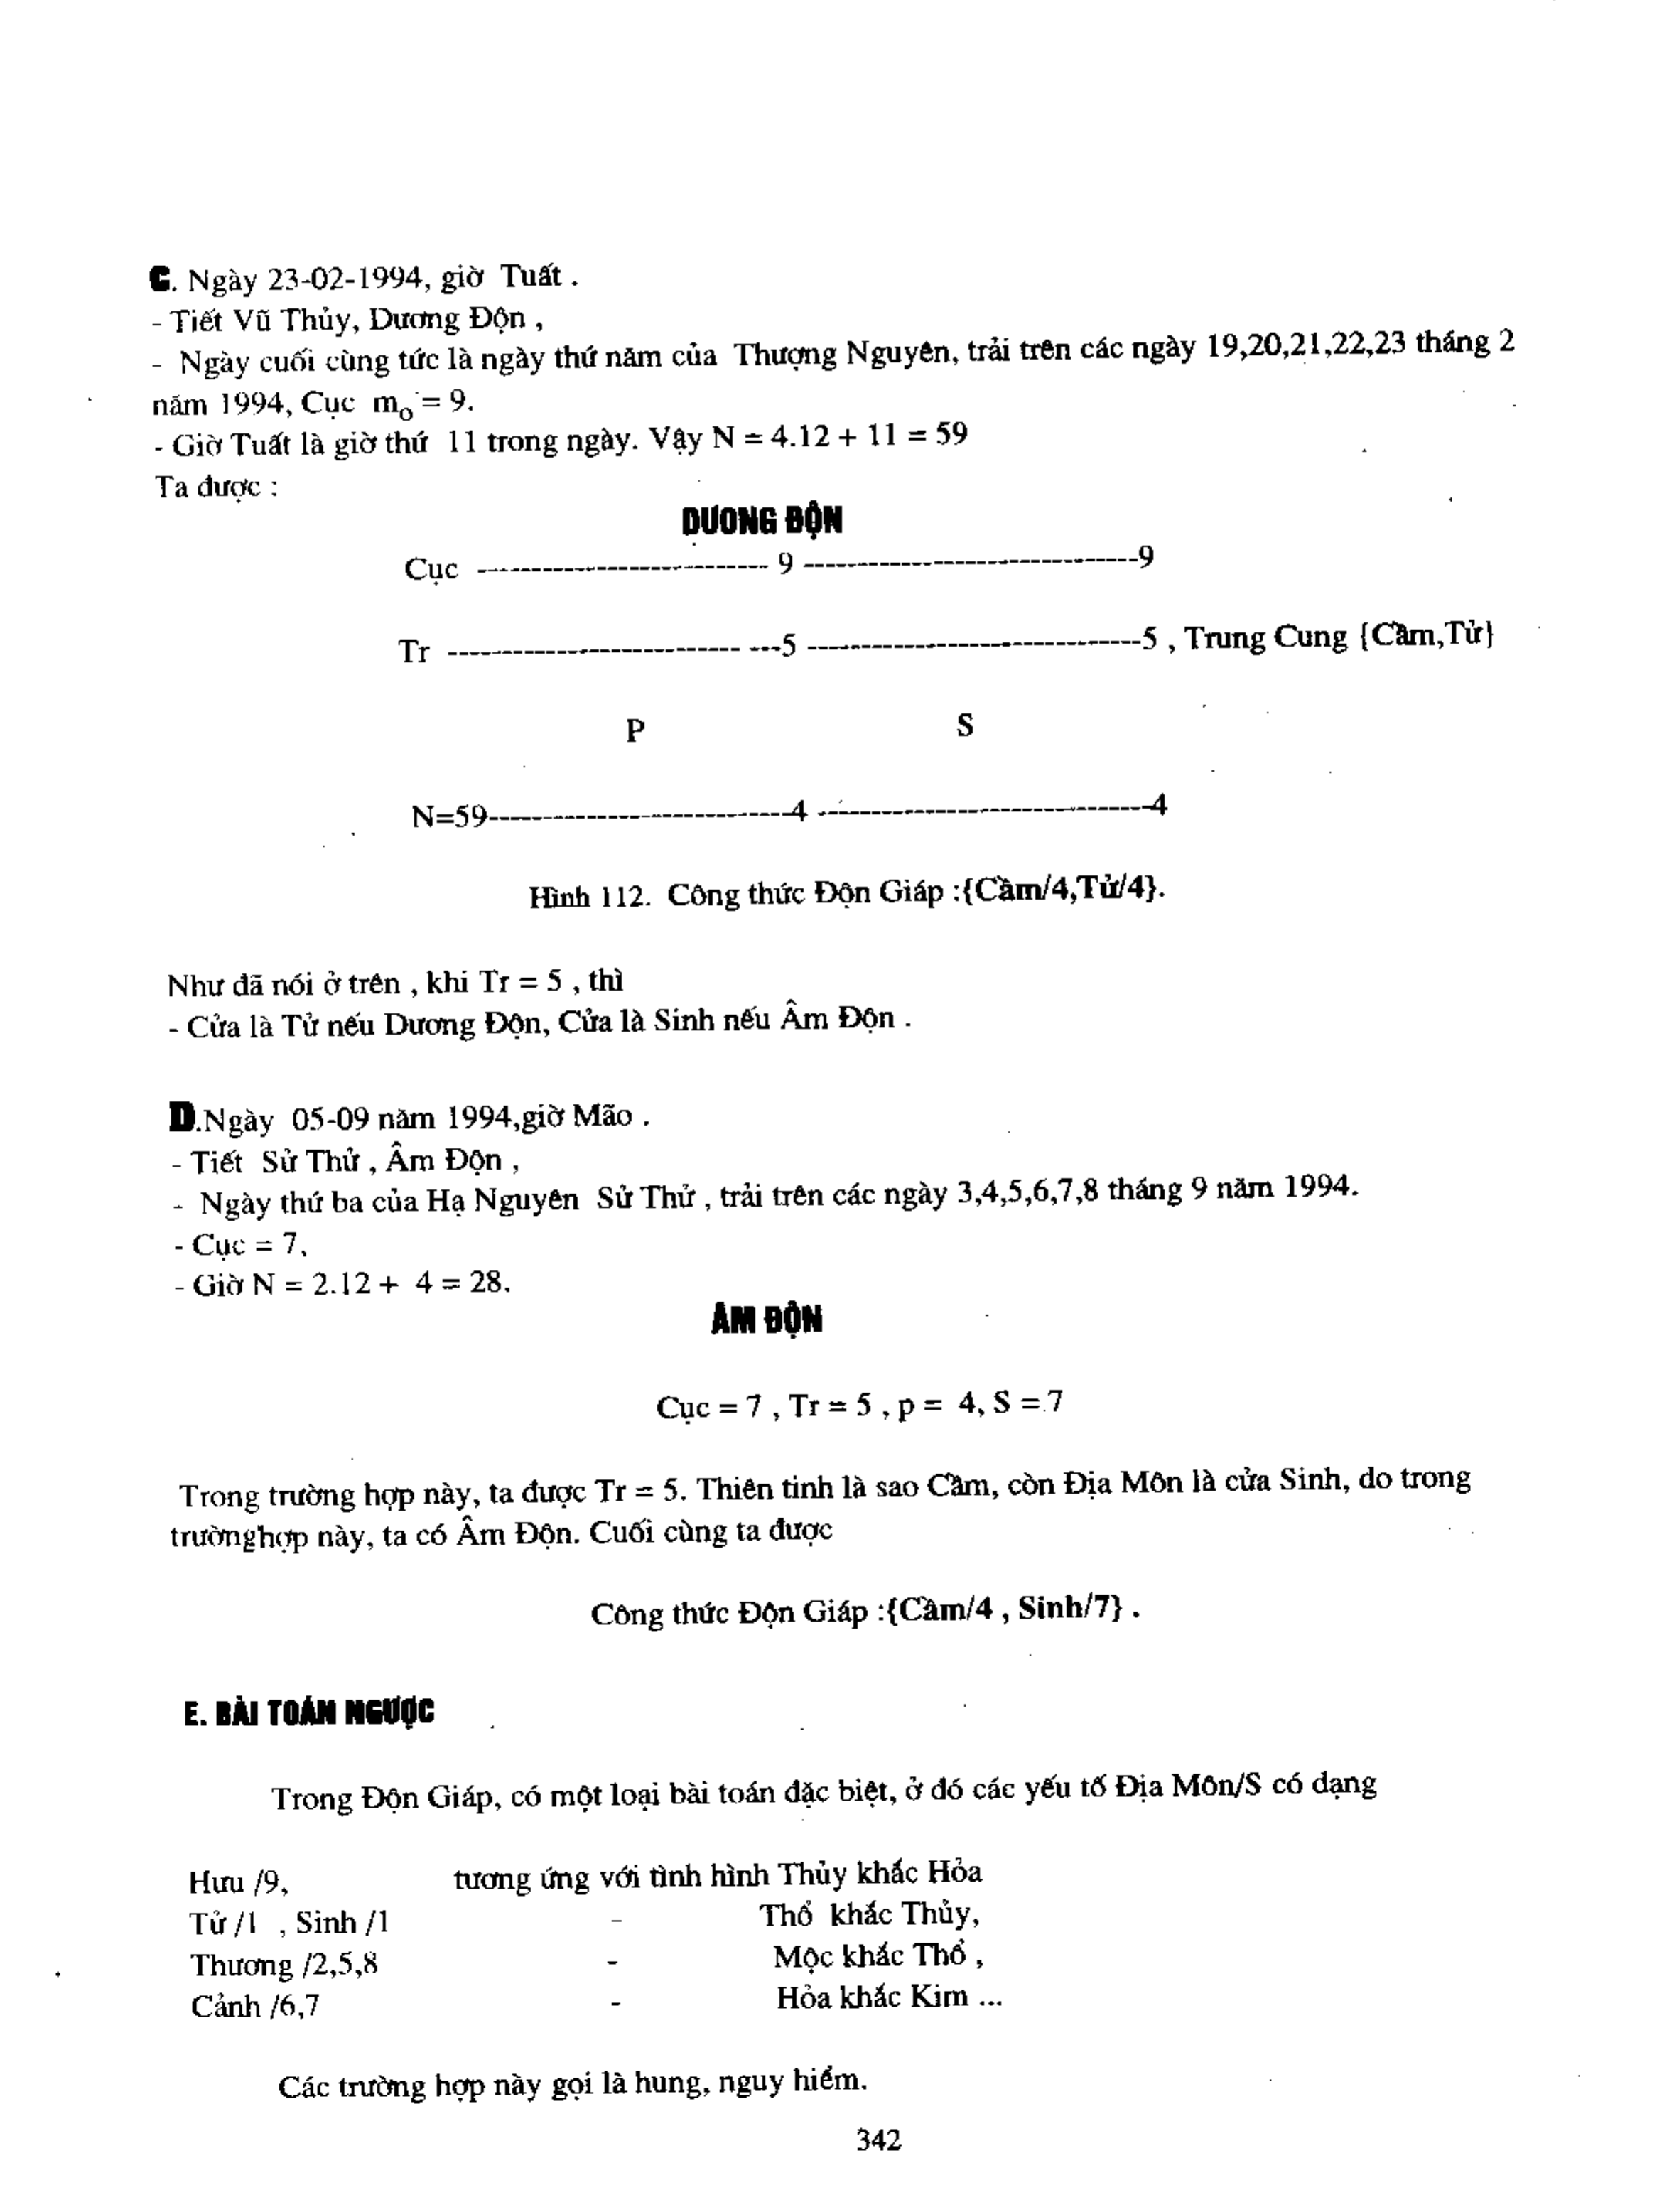 C. Ngày 23-02-1994, giờ Tuất .
- Tiết Vũ Thủy, Dương Độn ,
- Ngày cuối cùng tức là ngày thứ năm của Thượng Nguyên, trải trên các ngày 19,20,21,22,23 tháng 2
năm 1994, Cục m₀ = 9.
- Giờ Tuất là giờ thứ 11 trong ngày. Vậy N = 4.12 + 11 = 59
Ta được :
DƯƠNG ĐỘN
Cục --------------------------- 9 -------------------------------9
Tr --------------------------- ---5 -------------------------------5 , Trung Cung {Cầm,Tử}
P S
N=59----------------------------4 -------------------------------4
Hình 112. Công thức Độn Giáp :{Cầm/4,Tử/4}.
Như đã nói ở trên , khi Tr = 5 , thì
- Cửa là Tử nếu Dương Độn, Cửa là Sinh nếu Âm Độn .
D.Ngày 05-09 năm 1994,giờ Mão .
- Tiết Sử Thử , Âm Độn ,
- Ngày thứ ba của Hạ Nguyên Sử Thử , trải trên các ngày 3,4,5,6,7,8 tháng 9 năm 1994.
- Cục = 7,
- Giờ N = 2.12 + 4 = 28.
ÂM ĐỘN
Cục = 7 , Tr = 5 , p = 4, S = 7
Trong trường hợp này, ta được Tr = 5. Thiên tinh là sao Cầm, còn Địa Môn là cửa Sinh, do trong
trườnghợp này, ta có Âm Độn. Cuối cùng ta được
Công thức Độn Giáp :{Cầm/4 , Sinh/7} .
E. BÀI TOÁN NGƯỢC
Trong Độn Giáp, có một loại bài toán đặc biệt, ở đó các yếu tố Địa Môn/S có dạng
Hưu /9, tương ứng với tình hình Thủy khắc Hỏa
Tử /1 , Sinh /1 - Thổ khắc Thủy,
Thương /2,5,8 - Mộc khắc Thổ ,
Cảnh /6,7 - Hỏa khắc Kim ...
Các trường hợp này gọi là hung, nguy hiểm.
342